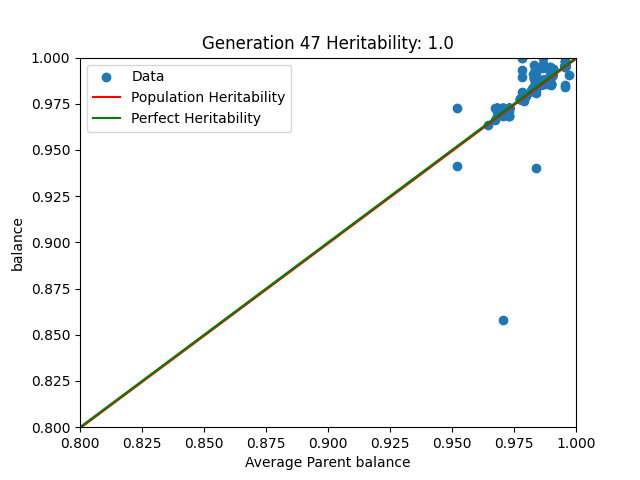 Generation 47 Heritability: 1.0
1.000
0.975
0.950
0.925
0.900
0.875
0.850
0.825
0.800
balance
Data
Population Heritability
Perfect Heritability
0.800 0.825 0.850 0.875 0.900 0.925 0.950 0.975 1.000
Average Parent balance